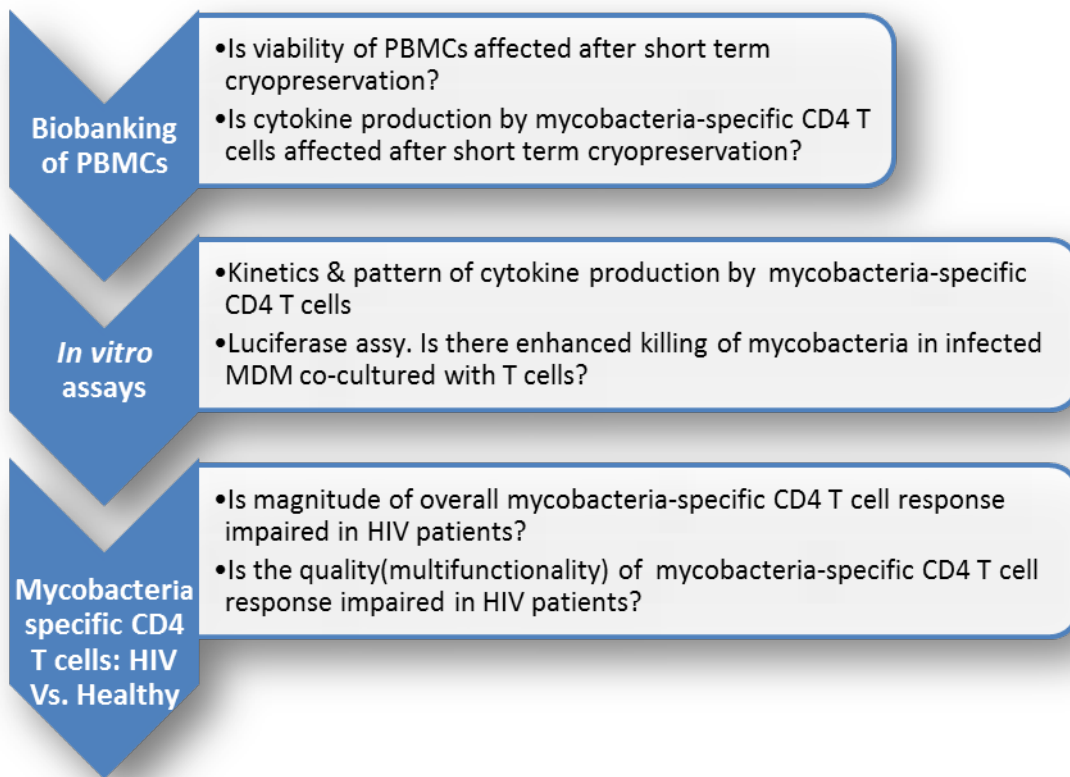 Biobanking
of PBMCs
•Is viability of PBMCs affected after short term
cryopreservation?
•Is cytokine production by mycobacteria-specific CD4 T
cells affected after short term cryopreservation?
In vitro
assays
•Kinetics & pattern of cytokine production by mycobacteria-specific
CD4 T cells
•Luciferase assy. Is there enhanced killing of mycobacteria in infected
MDM co-cultured with T cells?
Mycobacteria
specific CD4
T cells: HIV
Vs. Healthy
•Is magnitude of overall mycobacteria-specific CD4 T cell response
impaired in HIV patients?
•Is the quality(multifunctionality) of mycobacteria-specific CD4 T cell
response impaired in HIV patients?